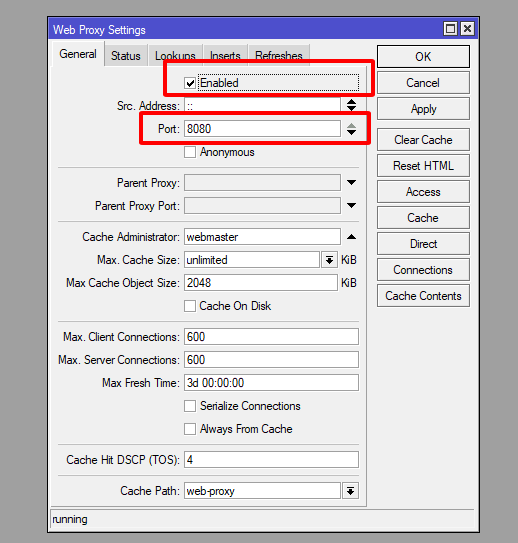 Web Proxy Settings
General Status Lookups Inserts Refreshes
Enabled
Src. Address: ::
Port: 8080
Anonymous
Parent Proxy:
Parent Proxy Port:
Cache Administrator: webmaster
Max. Cache Size: unlimited KiB
Max Cache Object Size: 2048 KiB
Cache On Disk
Max. Client Connections: 600
Max. Server Connections: 600
Max Fresh Time: 3d 00:00:00
Serialize Connections
Always From Cache
Cache Hit DSCP (TOS): 4
Cache Path: web-proxy
OK
Cancel
Apply
Clear Cache
Reset HTML
Access
Cache
Direct
Connections
Cache Contents
running